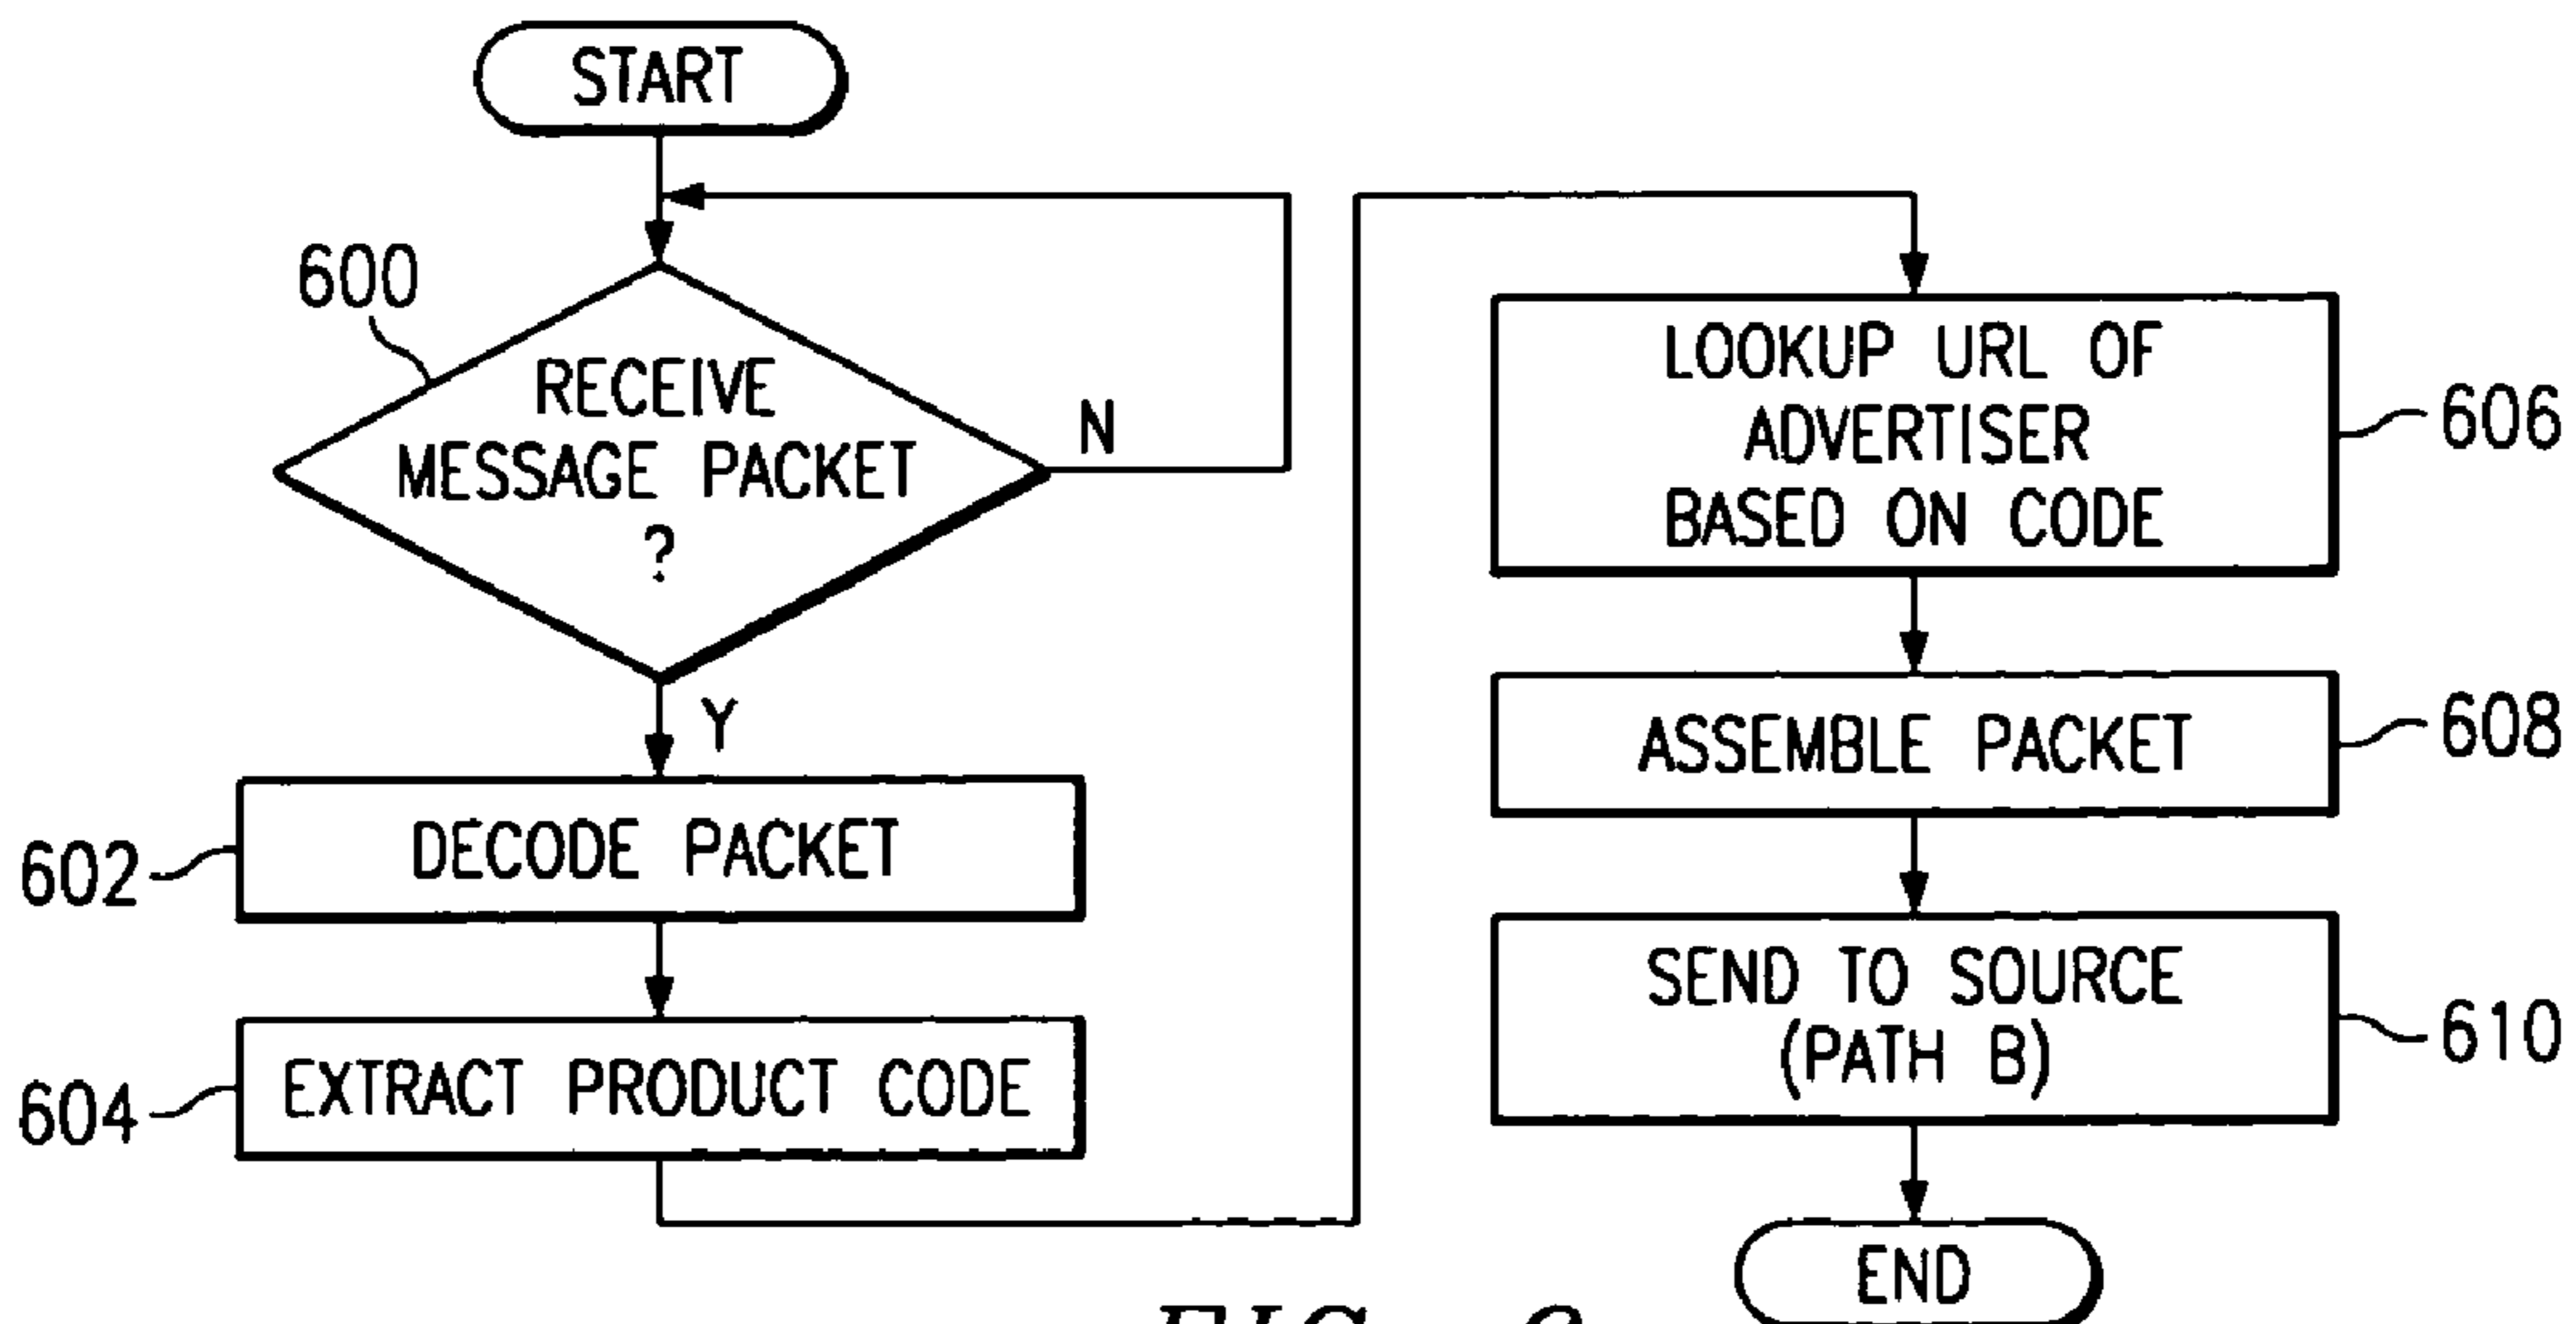 START
600
RECEIVE
MESSAGE PACKET
?
N
Y
602
DECODE PACKET
604
EXTRACT PRODUCT CODE
LOOKUP URL OF
ADVERTISER
BASED ON CODE
606
ASSEMBLE PACKET
608
SEND TO SOURCE
(PATH B)
610
END
FIG.